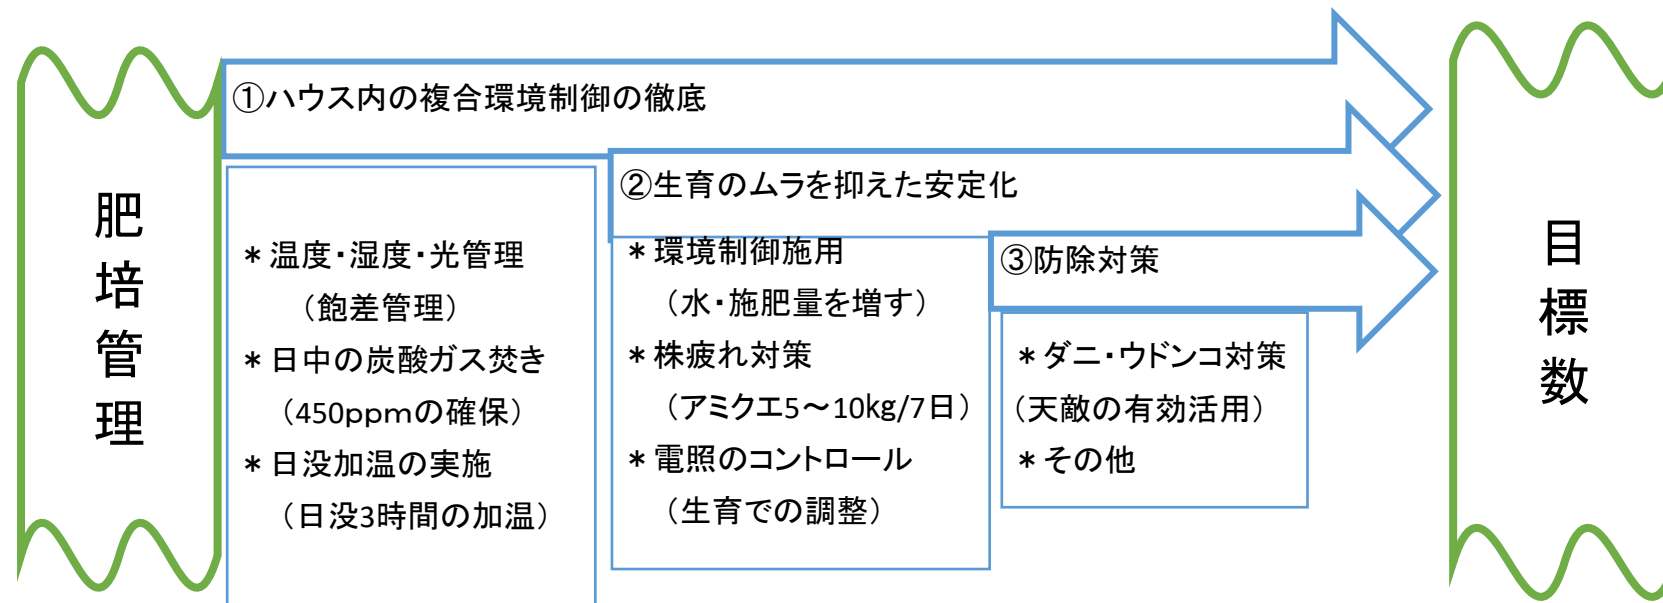 肥培管理
①ハウス内の複合環境制御の徹底
＊温度・湿度・光管理
（飽差管理）
＊日中の炭酸ガス焚き
（450ppmの確保）
＊日没加温の実施
（日没3時間の加温）
②生育のムラを抑えた安定化
＊環境制御施用
（水・施肥量を増す）
＊株疲れ対策
（アミクエ5～10kg/7日）
＊電照のコントロール
（生育での調整）
③防除対策
＊ダニ・ウドンコ対策
（天敵の有効活用）
＊その他
目標数